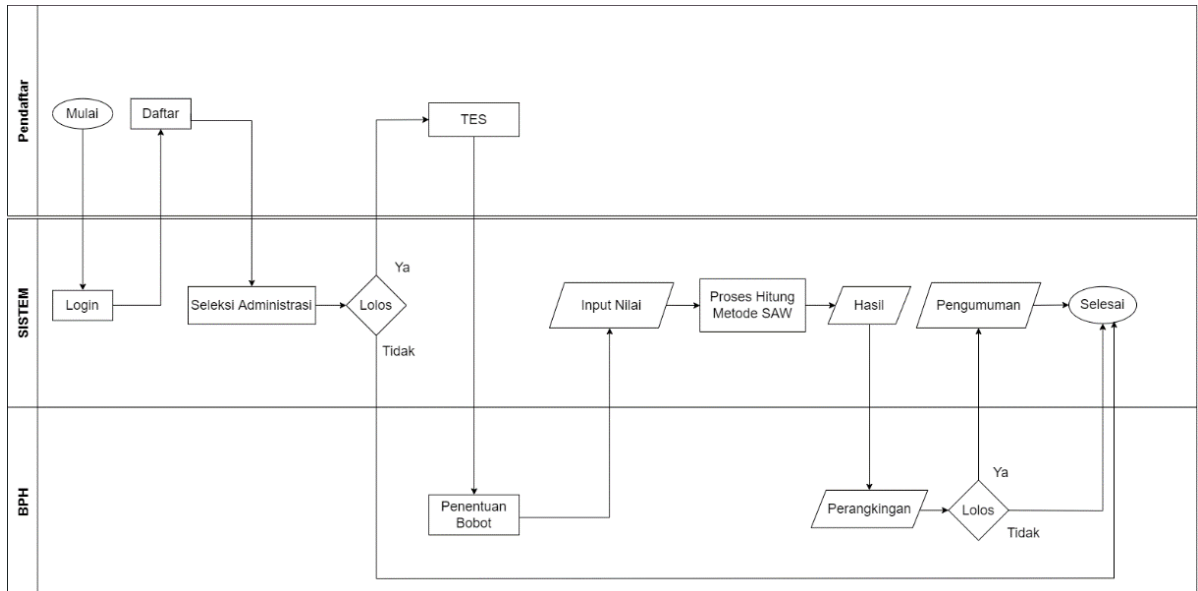 Pendaftar
Mulai
Daftar
TES
SISTEM
Login
Seleksi Administrasi
Lolos
Ya
Tidak
Input Nilai
Proses Hitung
Metode SAW
Hasil
Pengumuman
Selesai
BPH
Penentuan
Bobot
Perangkingan
Lolos
Ya
Tidak